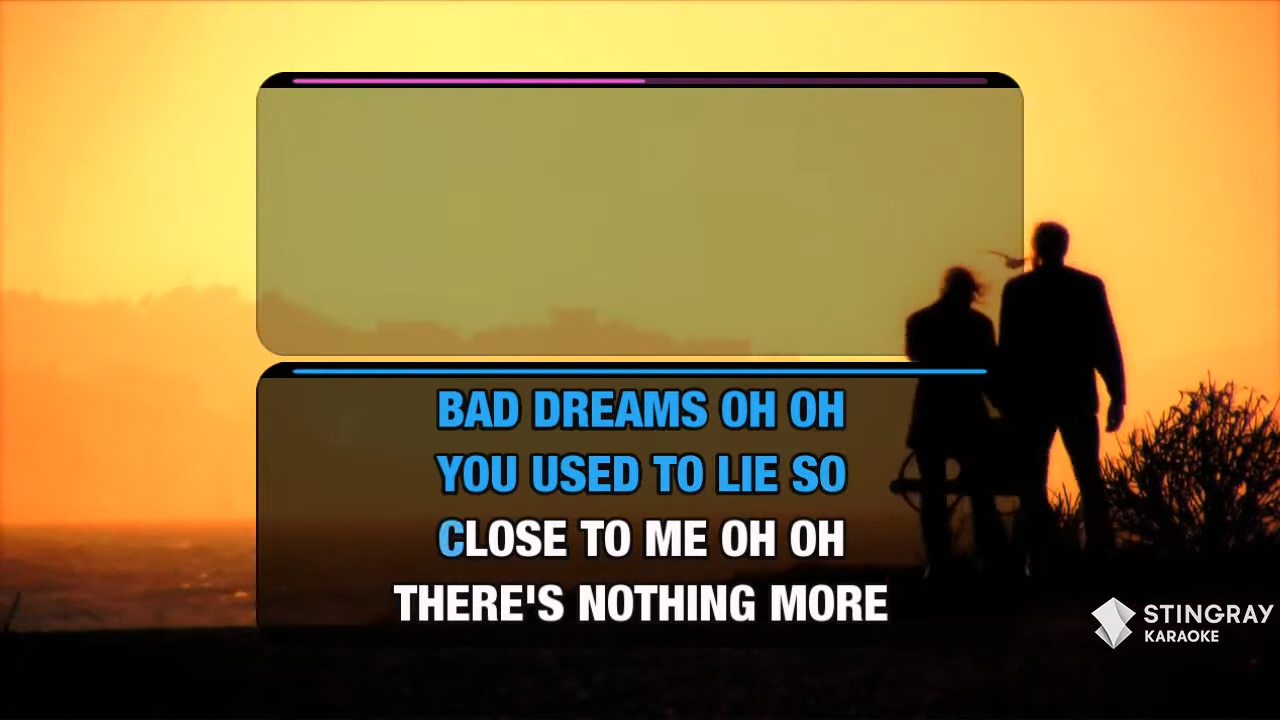 BAD DREAMS OH OH
YOU USED TO LIE SO
CLOSE TO ME OH OH
THERE'S NOTHING MORE
STINGRAY
KARAOKE